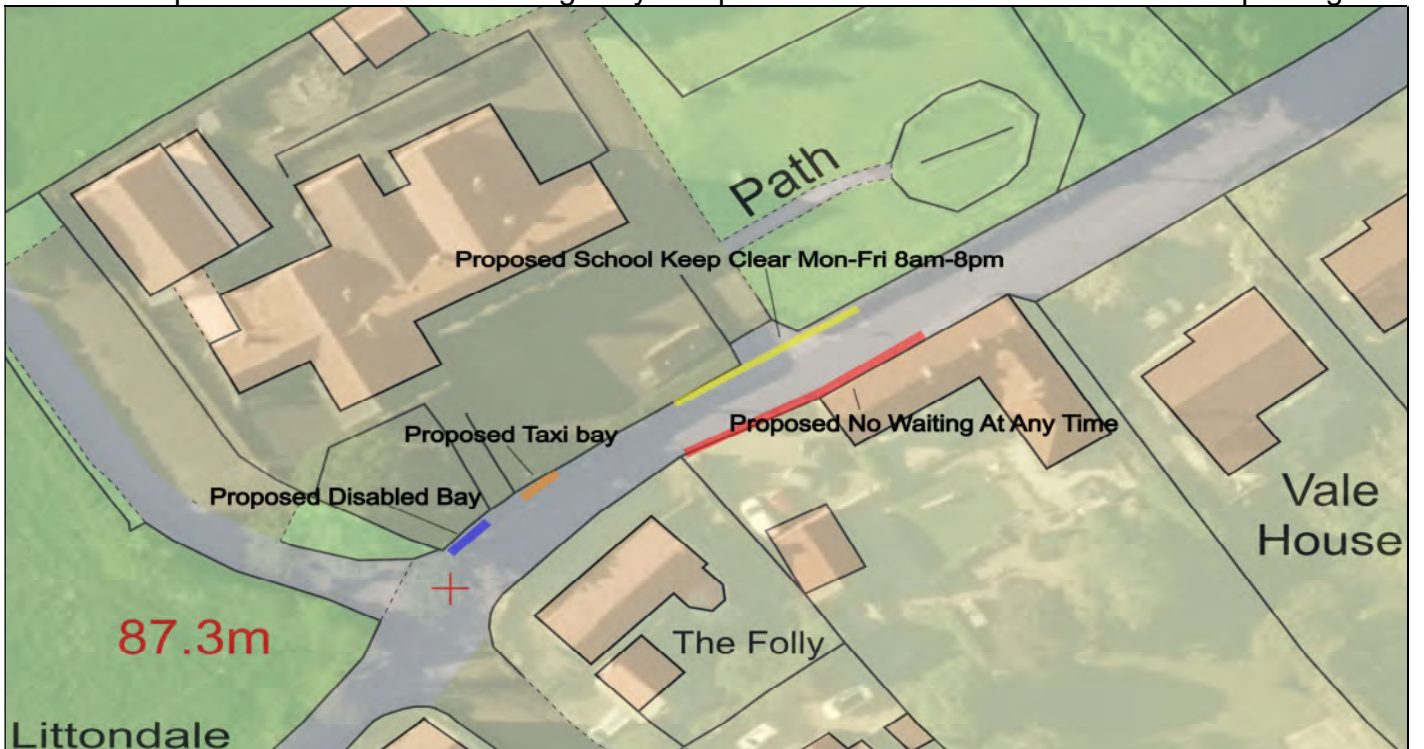 Path
Proposed School Keep Clear Mon-Fri 8am-8pm
Proposed Taxi bay
Proposed No Waiting At Any Time
Proposed Disabled Bay
Vale
House
87.3m
The Folly
Littondale